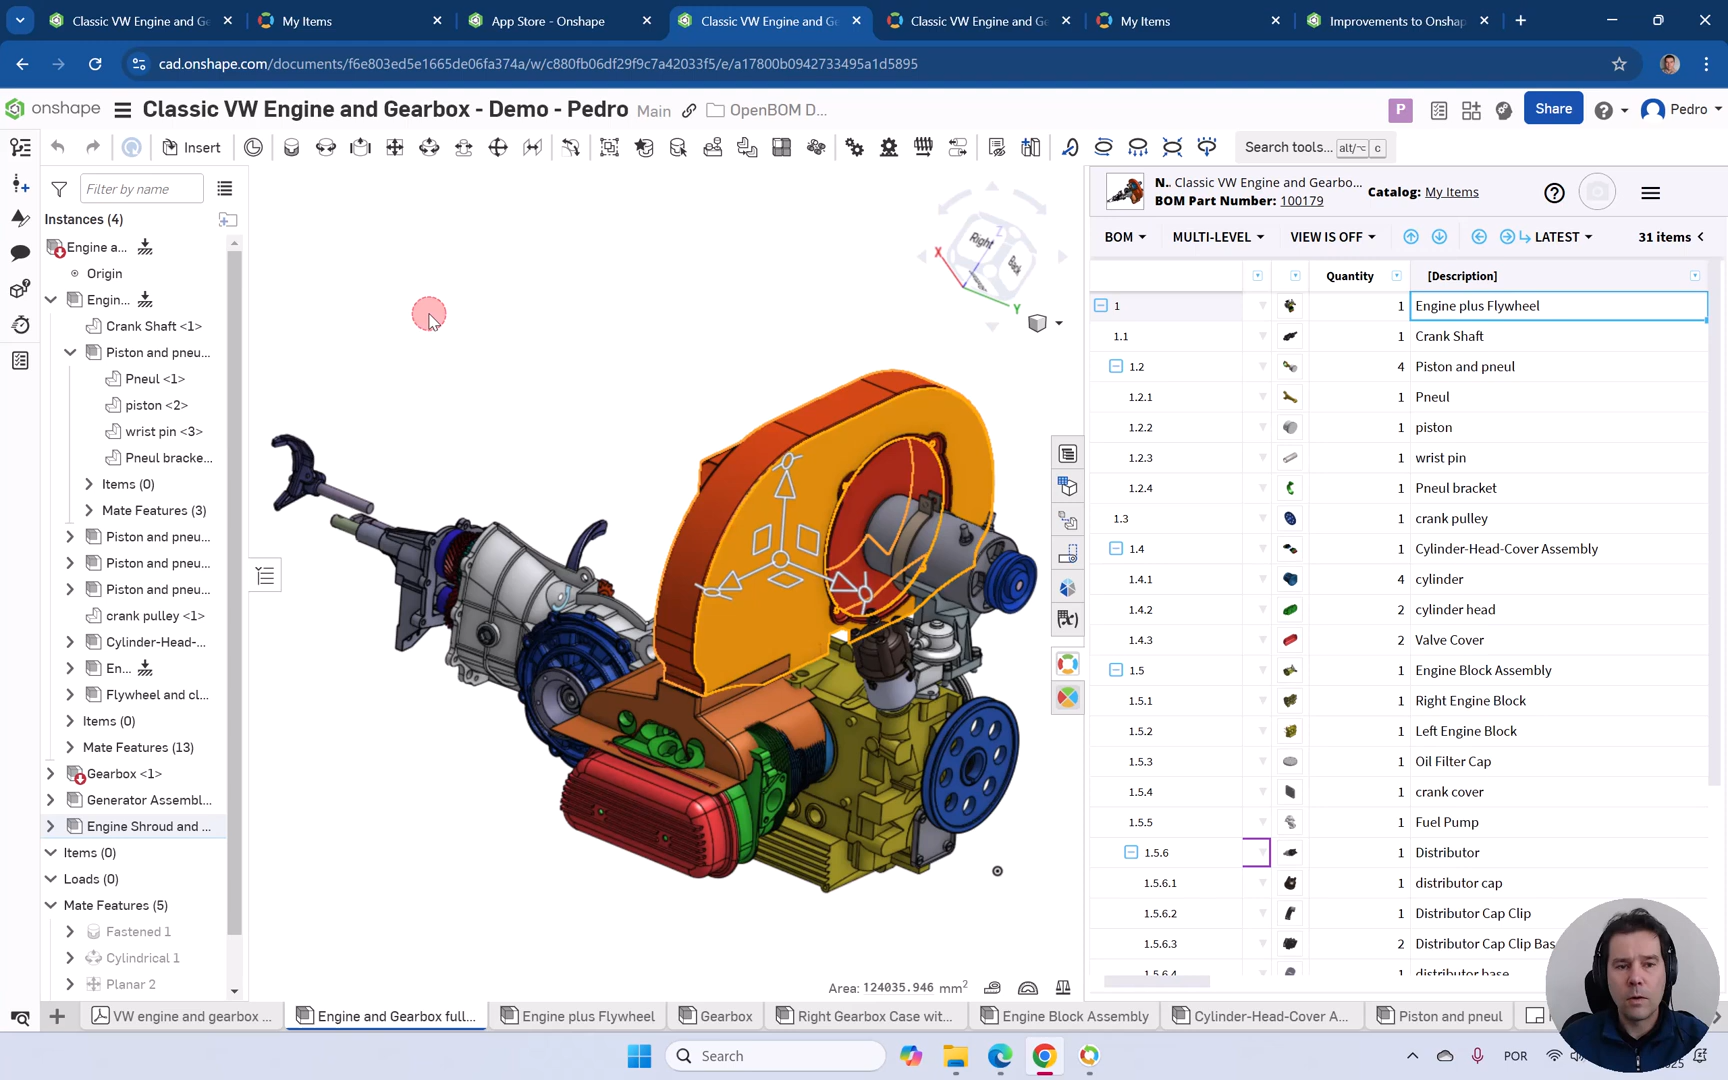 Classic VW Engine and Ge
My Items
App Store - Onshape
Classic VW Engine and Ge
Classic VW Engine and Ge
My Items
Improvements to Onshap
cad.onshape.com/documents/f6e803ed5e1665de06fa374a/w/c880fb06df29f9c7a42033f5/e/a17800b0942733495a1d5895
onshape
Classic VW Engine and Gearbox - Demo - Pedro
Main
OpenBOM D...
P
Share
Pedro
Insert
Search tools...
alt/⌥
c
Filter by name
Instances (4)
Engine a...
Origin
Engin...
Crank Shaft <1>
Piston and pneu...
Pneul <1>
piston <2>
wrist pin <3>
Pneul bracke...
Items (0)
Mate Features (3)
Piston and pneu...
Piston and pneu...
Piston and pneu...
crank pulley <1>
Cylinder-Head-...
En...
Flywheel and cl...
Items (0)
Mate Features (13)
Gearbox <1>
Generator Assembl...
Engine Shroud and ...
Items (0)
Loads (0)
Mate Features (5)
Fastened 1
Cylindrical 1
Planar 2
Z
Right
Back
X
Y
Area: 124035.946 mm²
N. Classic VW Engine and Gearbo...
BOM Part Number: 100179
Catalog: My Items
BOM
MULTI-LEVEL
VIEW IS OFF
LATEST
31 items
Quantity
[Description]
1 1 Engine plus Flywheel
1.1 1 Crank Shaft
1.2 4 Piston and pneul
1.2.1 1 Pneul
1.2.2 1 piston
1.2.3 1 wrist pin
1.2.4 1 Pneul bracket
1.3 1 crank pulley
1.4 1 Cylinder-Head-Cover Assembly
1.4.1 4 cylinder
1.4.2 2 cylinder head
1.4.3 2 Valve Cover
1.5 1 Engine Block Assembly
1.5.1 1 Right Engine Block
1.5.2 1 Left Engine Block
1.5.3 1 Oil Filter Cap
1.5.4 1 crank cover
1.5.5 1 Fuel Pump
1.5.6 1 Distributor
1.5.6.1 1 distributor cap
1.5.6.2 1 Distributor Cap Clip
1.5.6.3 2 Distributor Cap Clip Bas
1.5.6.4 1 distributor base
VW engine and gearbox ...
Engine and Gearbox full...
Engine plus Flywheel
Gearbox
Right Gearbox Case wit...
Engine Block Assembly
Cylinder-Head-Cover A...
Piston and pneul
Search
POR